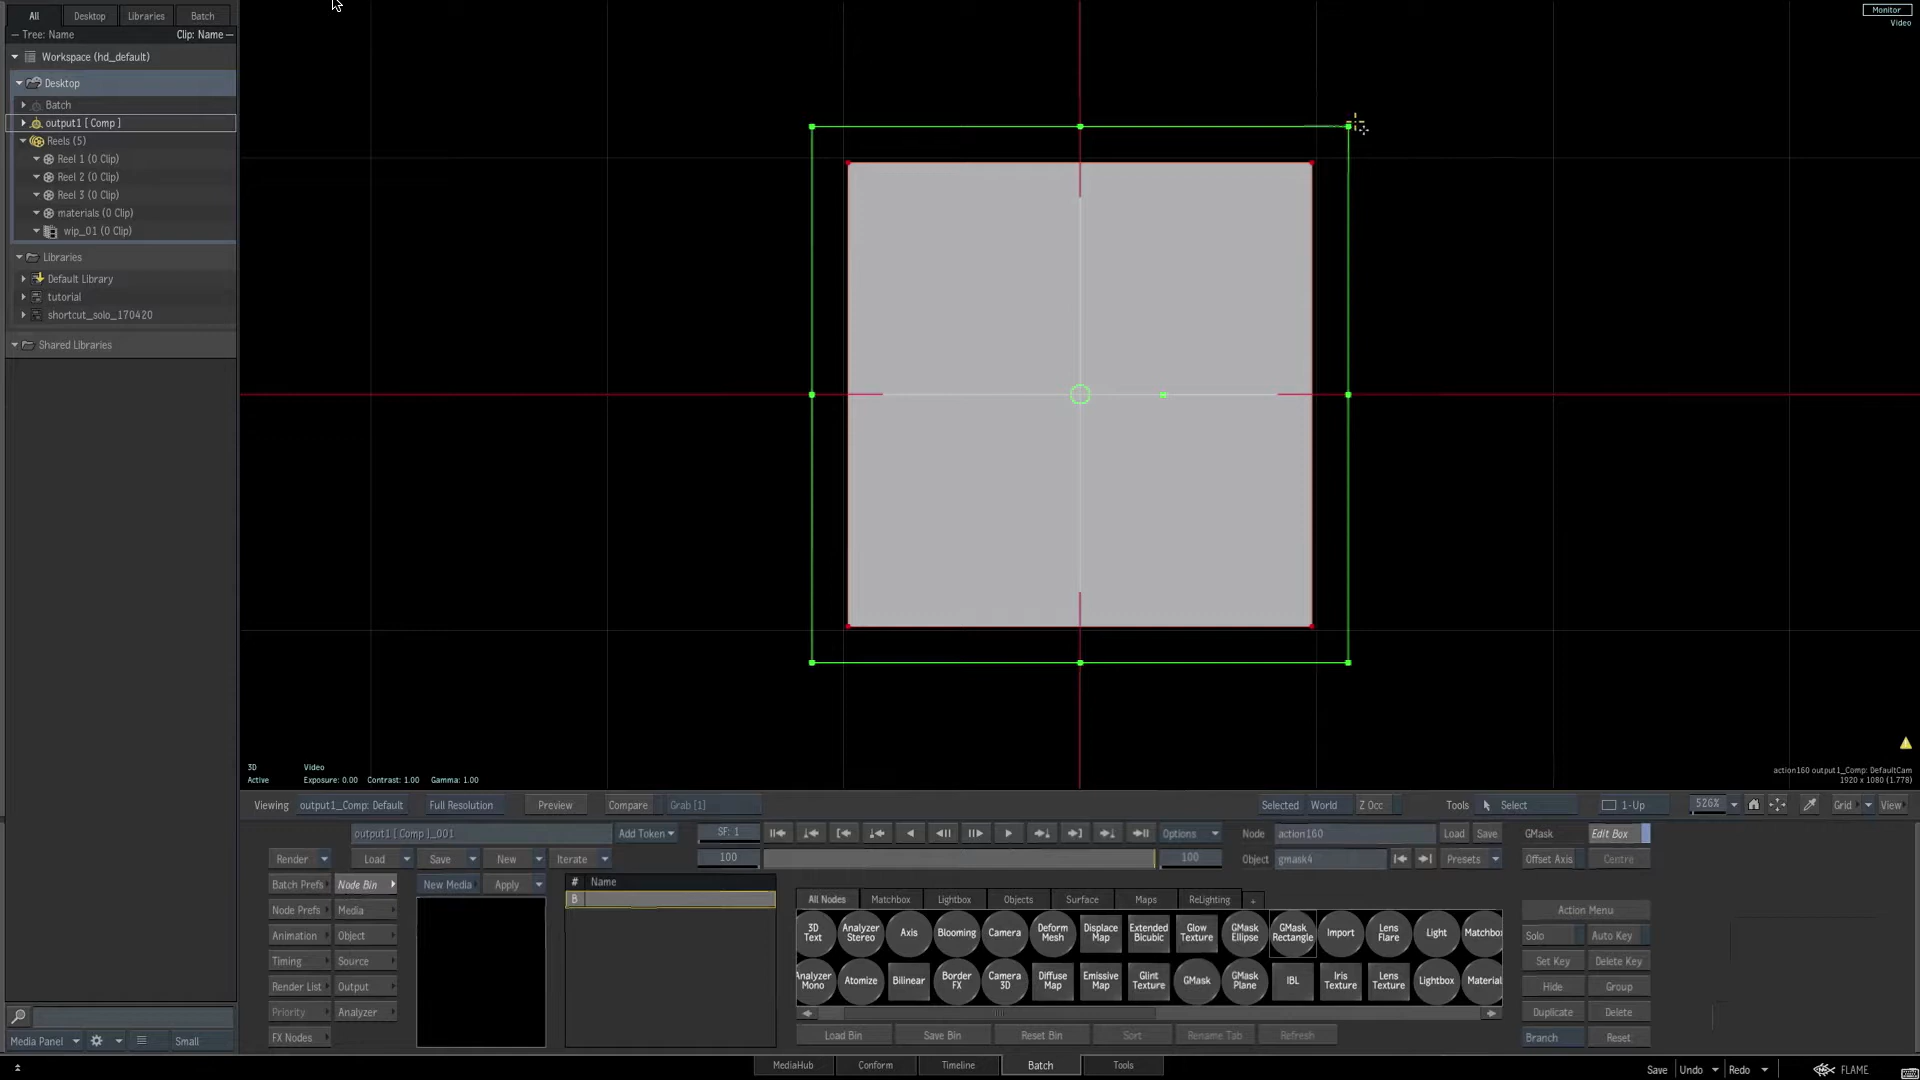 All Desktop Libraries Batch
Tree: Name Clip: Name
Workspace (hd_default)
Desktop
Batch
output1 [ Comp ]
Reels (5)
Reel 1 (0 Clip)
Reel 2 (0 Clip)
Reel 3 (0 Clip)
materials (0 Clip)
wip_01 (0 Clip)
Libraries
Default Library
tutorial
shortcut_solo_170420
Shared Libraries
Media Panel Small
Monitor
Video
3D Video
Active Exposure: 0.00 Contrast: 1.00 Gamma: 1.00
action160 output1_Comp: DefaultCam
1920 x 1080 (1.778)
Viewing output1_Comp: Default Full Resolution Preview Compare Grab [1] Selected World Z Occ Tools Select 1-Up 526% Grid View
output1 [ Comp ]_001 Add Token SF: 1 Options Node action160 Load Save GMask Edit Box
Render Load Save New Iterate 100 100 Object gmask4 Presets Offset Axis Centre
Batch Prefs Node Bin New Media Apply # Name
B
Node Prefs Media
Animation Object
Timing Source
Render List Output
Priority Analyzer
FX Nodes
All Nodes Matchbox Lightbox Objects Surface Maps ReLighting +
3D Text Analyzer Stereo Axis Blooming Camera Deform Mesh Displace Map Extended Bicubic Glow Texture GMask Ellipse GMask Rectangle Import Lens Flare Light Matchbox
Analyzer Mono Atomize Bilinear Border FX Camera 3D Diffuse Map Emissive Map Glint Texture GMask GMask Plane IBL Iris Texture Lens Texture Lightbox Material
Load Bin Save Bin Reset Bin Sort Rename Tab Refresh
Action Menu
Solo Auto Key
Set Key Delete Key
Hide Group
Duplicate Delete
Branch Reset
MediaHub Conform Timeline Batch Tools
Save Undo Redo FLAME